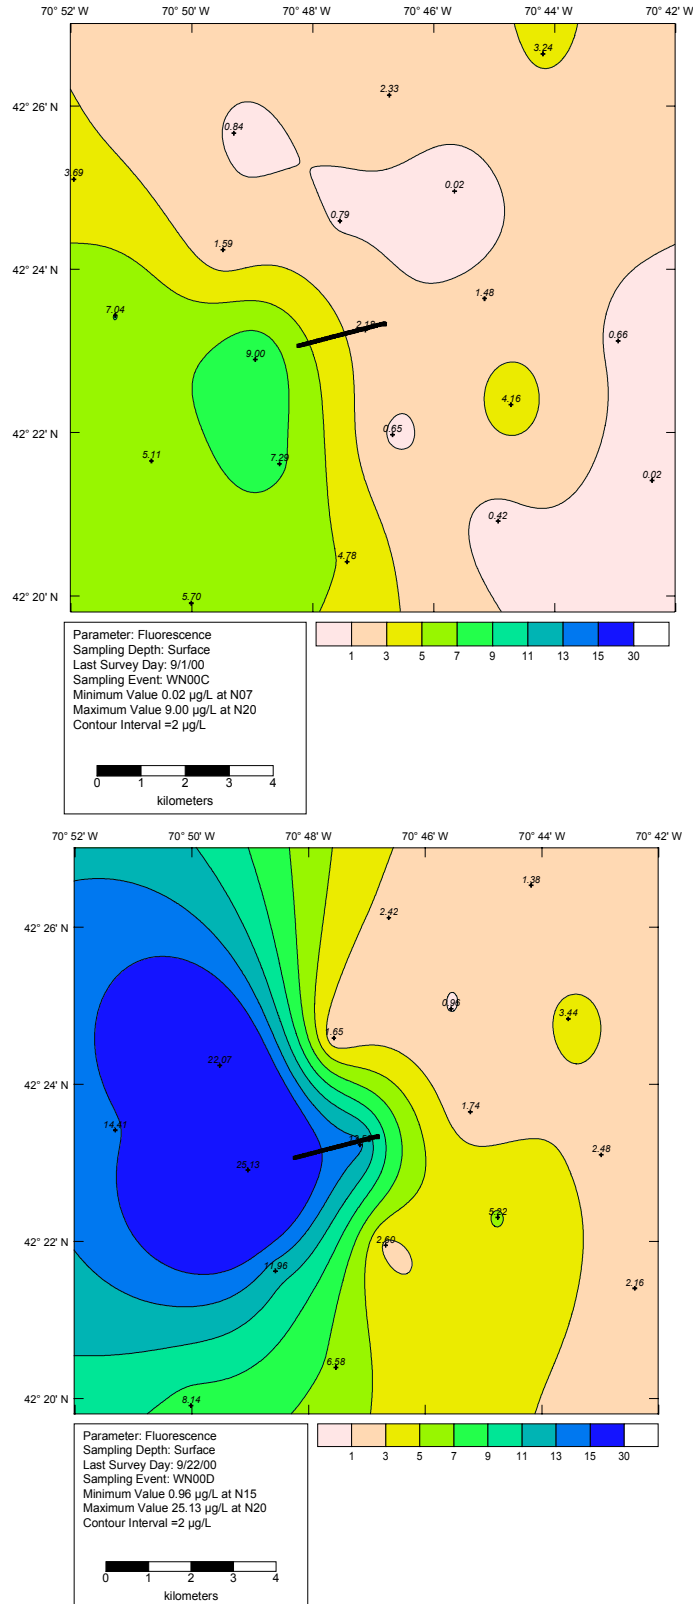 70° 52 W 70° 50' W 70° 48' W 70° 46' W 70° 44' W 70° 42' W
3.24
2.33
42° 26' N
0.84
3.69
0.02
0.79
1.59
42° 24' N
1.48
7.04
2.18
0.66
9.00
4.16
42° 22' N
0.65
5.11
7.29
0.02
0.42
4.78
42° 20' N
5.70
Parameter: Fluorescence
Sampling Depth: Surface
Last Survey Day: 9/1/00
Sampling Event: WN00C
Minimum Value 0.02 µg/L at N07
Maximum Value 9.00 µg/L at N20
Contour Interval =2 µg/L
0 1 2 3 4
kilometers
1 3 5 7 9 11 13 15 30
70° 52 W 70° 50' W 70° 48' W 70° 46' W 70° 44' W 70° 42' W
1.38
2.42
42° 26' N
0.96
3.44
1.65
22.07
42° 24' N
1.74
14.41
2.48
25.13
5.22
42° 22' N
2.60
11.96
2.16
6.58
42° 20' N
8.14
Parameter: Fluorescence
Sampling Depth: Surface
Last Survey Day: 9/22/00
Sampling Event: WN00D
Minimum Value 0.96 µg/L at N15
Maximum Value 25.13 µg/L at N20
Contour Interval =2 µg/L
0 1 2 3 4
kilometers
1 3 5 7 9 11 13 15 30